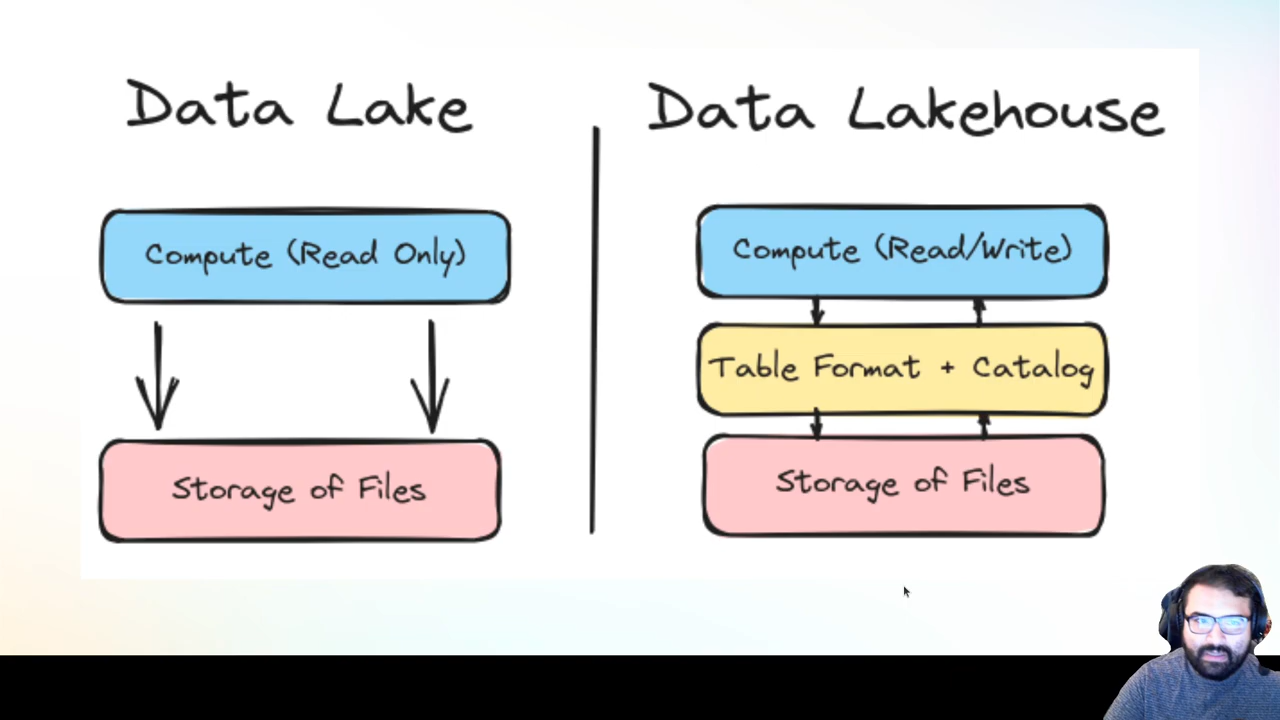 Data Lake
Compute (Read Only)
Storage of Files
Data Lakehouse
Compute (Read/Write)
Table Format + Catalog
Storage of Files